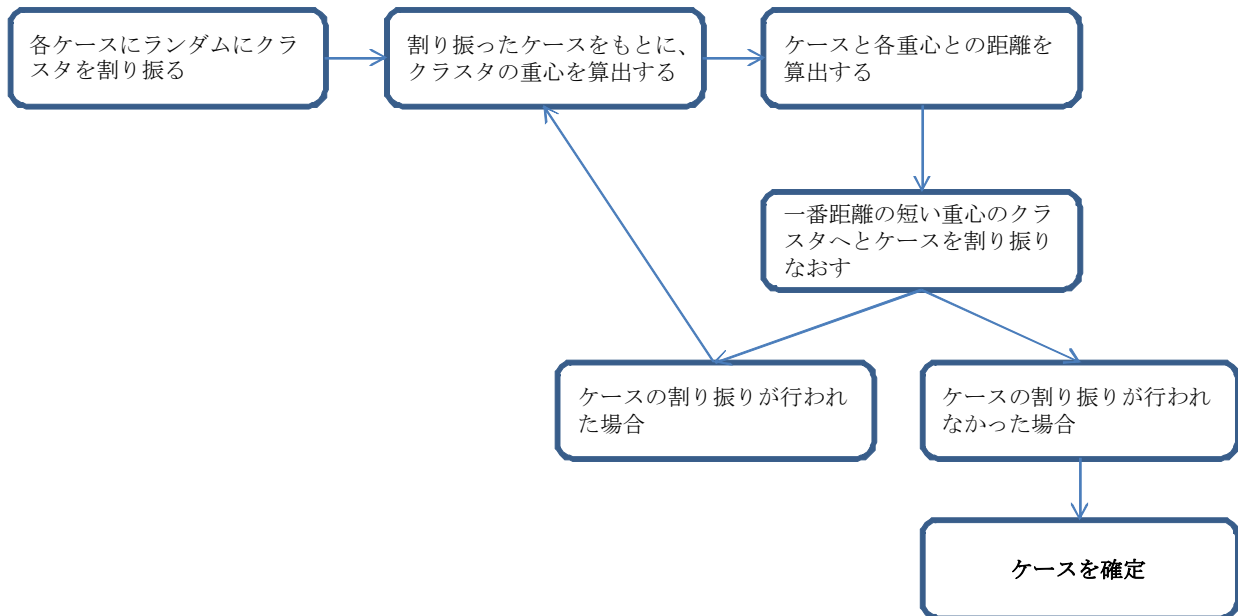 各ケースにランダムにクラ
スタを割り振る
割り振ったケースをもとに、
クラスタの重心を算出する
ケースと各重心との距離を
算出する
一番距離の短い重心のクラ
スタへとケースを割り振り
なおす
ケースの割り振りが行われ
た場合
ケースの割り振りが行われ
なかった場合
ケースを確定